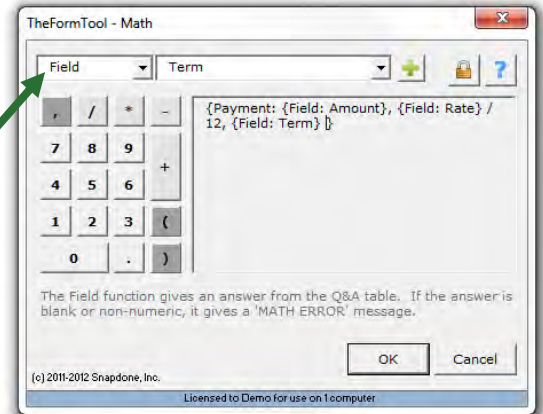 TheFormTool - Math
x
Field Term ?
, / * -
{Payment: {Field: Amount}, {Field: Rate} /
12, {Field: Term} }
7 8 9
+
4 5 6
1 2 3 (
0 . )
The Field function gives an answer from the Q&A table. If the answer is
blank or non-numeric, it gives a 'MATH ERROR' message.
OK Cancel
(c) 2011-2012 Snapdone, Inc.
Licensed to Demo for use on 1 computer